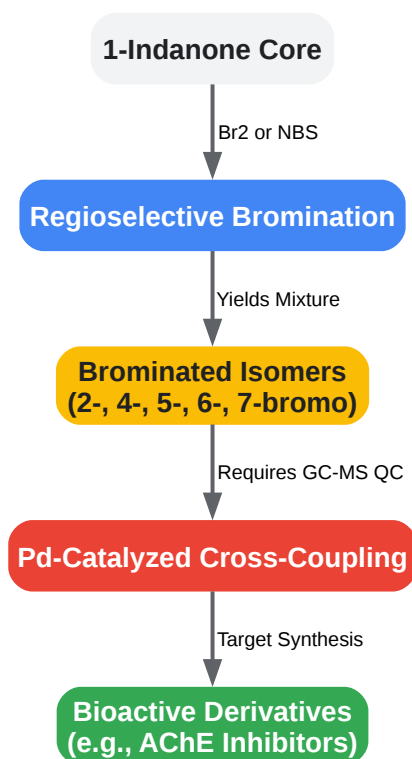 1-Indanone Core
Br2 or NBS
Regioselective Bromination
Yields Mixture
Brominated Isomers
(2-, 4-, 5-, 6-, 7-bromo)
Requires GC-MS QC
Pd-Catalyzed Cross-Coupling
Target Synthesis
Bioactive Derivatives
(e.g., AChE Inhibitors)